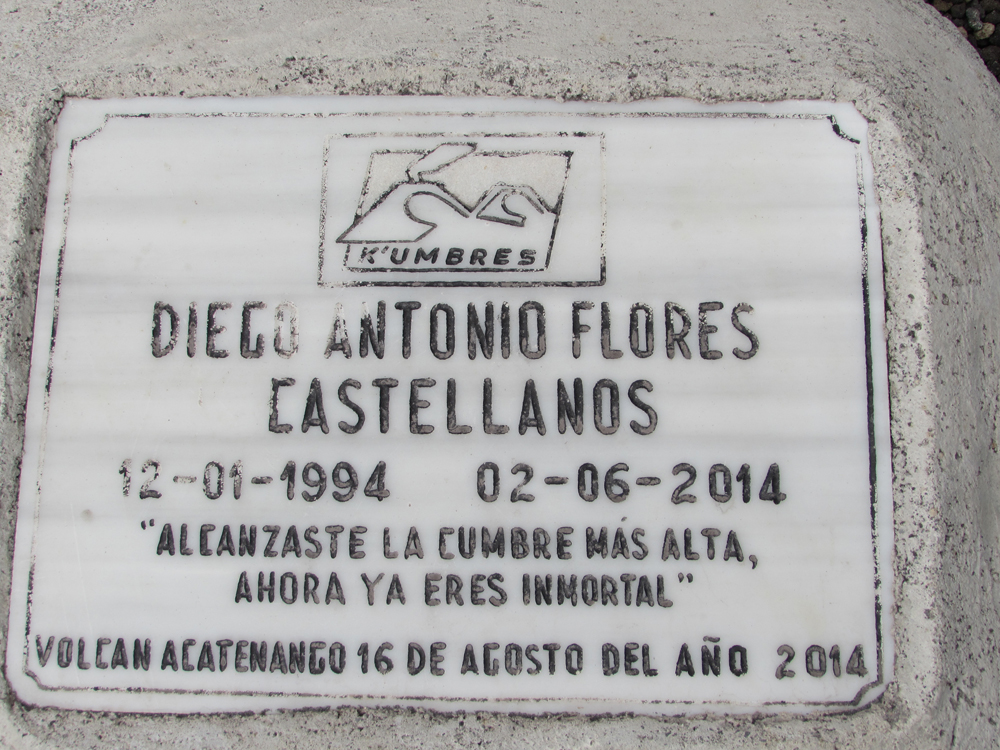 K'UMBRES
DIEGO ANTONIO FLORES
CASTELLANOS
12-01-1994 02-06-2014
"ALCANZASTE LA CUMBRE MÁS ALTA,
AHORA YA ERES INMORTAL"
VOLCAN ACATENANGO 16 DE AGOSTO DEL AÑO 2014